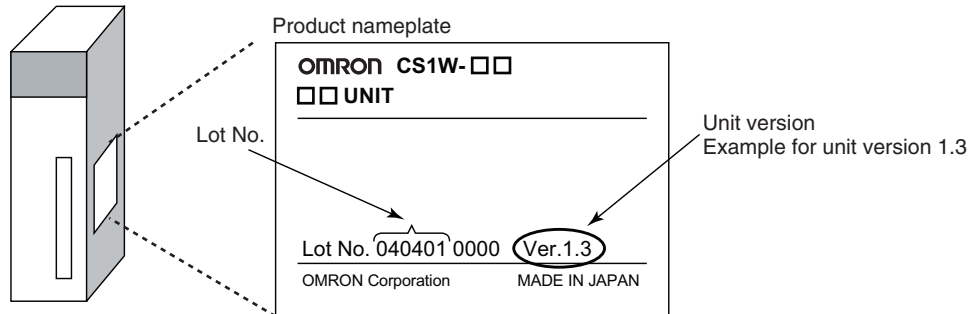 Product nameplate
OMRON CS1W-□□
□□ UNIT
Lot No.
Unit version
Example for unit version 1.3
Lot No. 040401 0000 Ver.1.3
OMRON Corporation MADE IN JAPAN